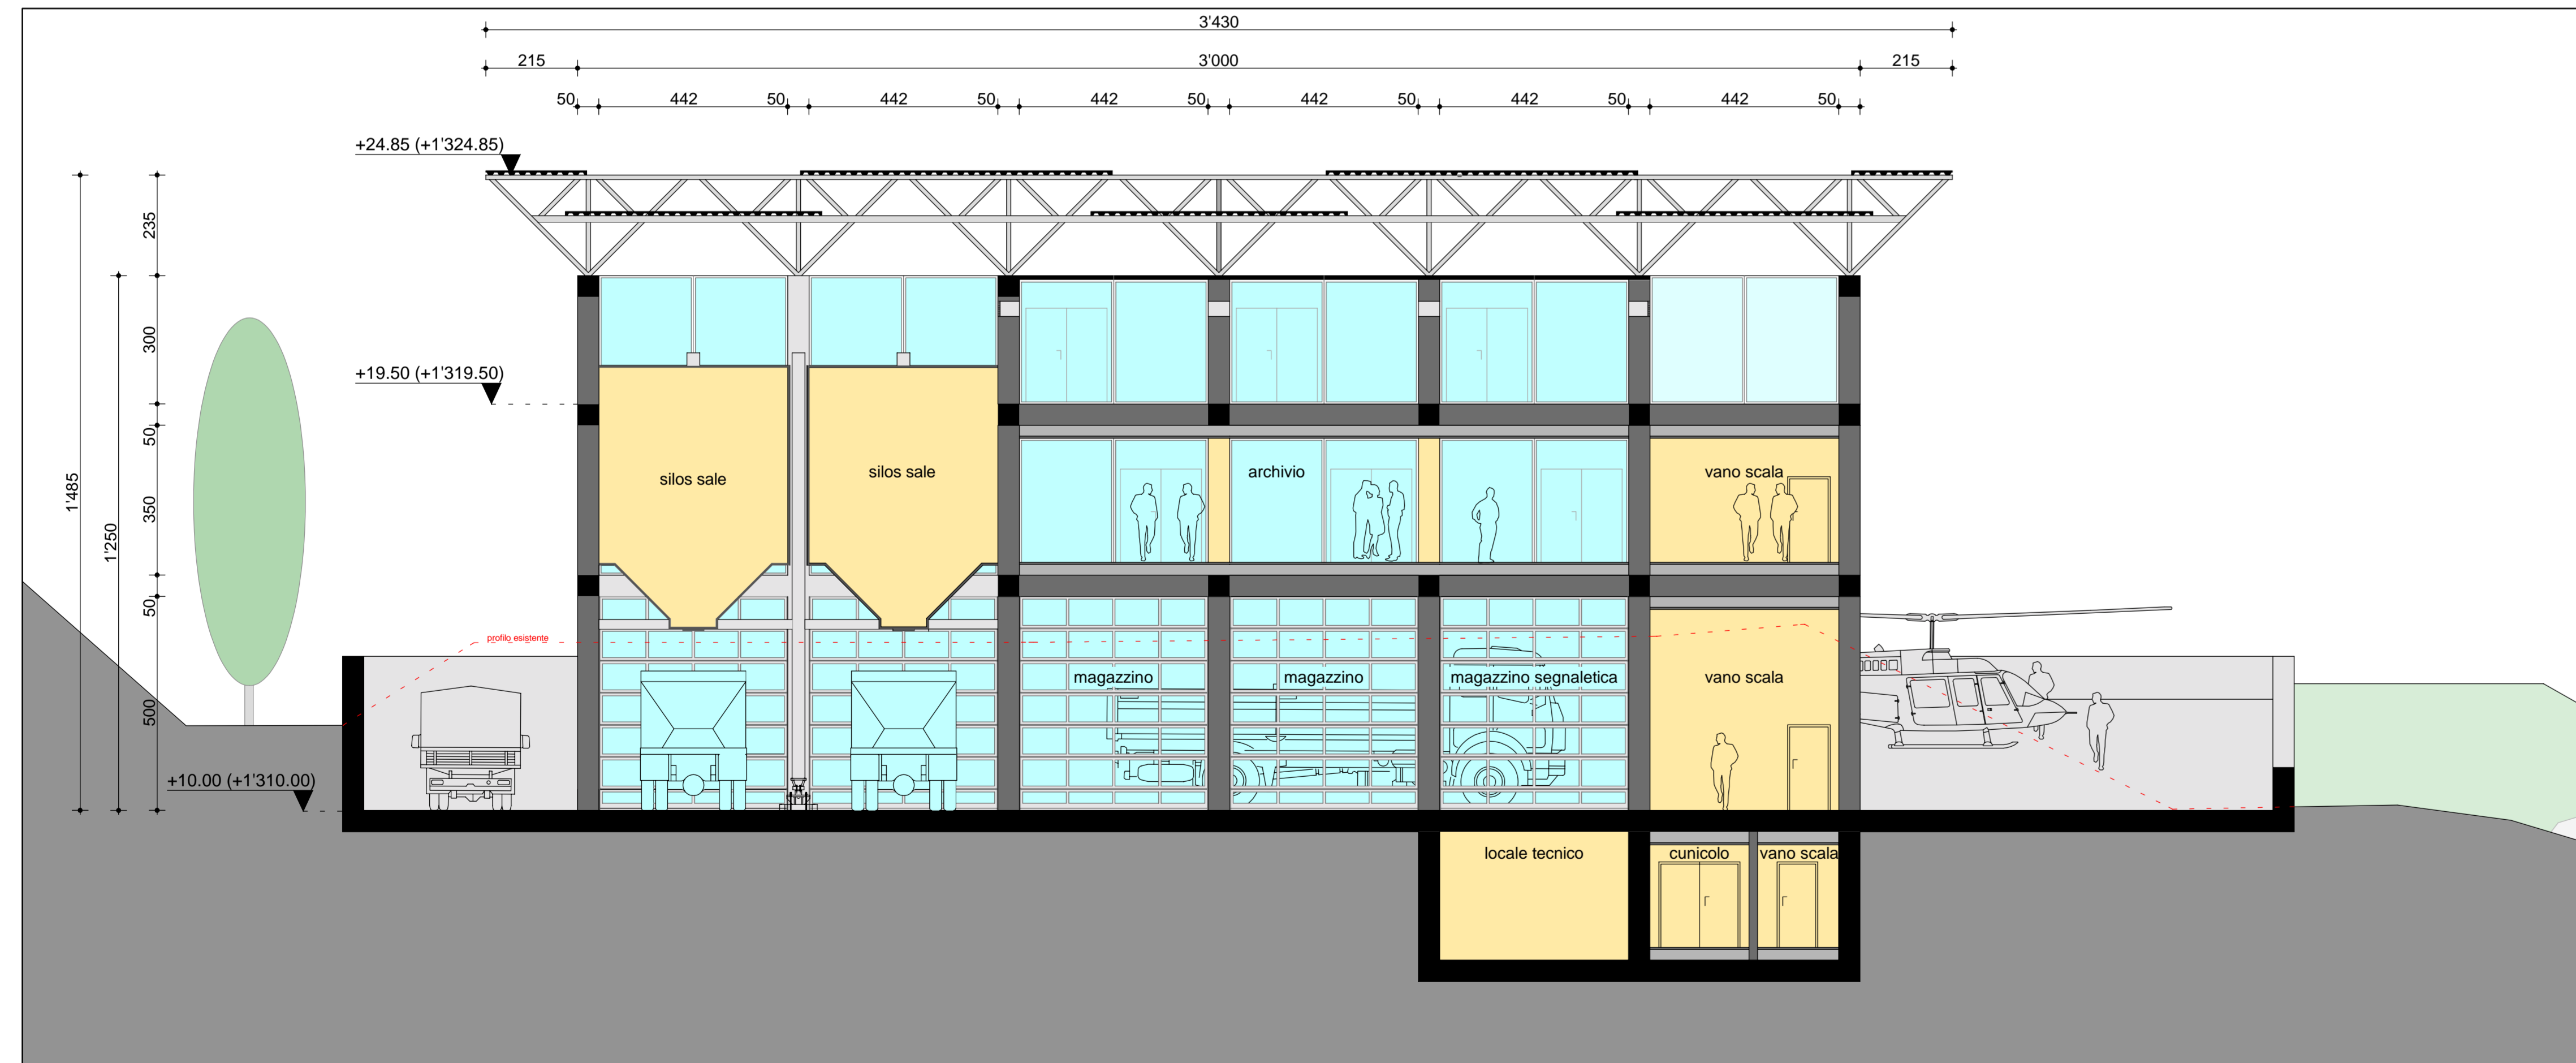 3'430
215 3'000 215
50 442 50 442 50 442 50 442 50 442 50 442 50
+24.85 (+1'324.85)
235
300
+19.50 (+1'319.50)
50
350
1'485
1'250
50
500
+10.00 (+1'310.00)
silos sale silos sale archivio vano scala
profilo esistente
magazzino magazzino magazzino segnaletica vano scala
locale tecnico cunicolo vano scala